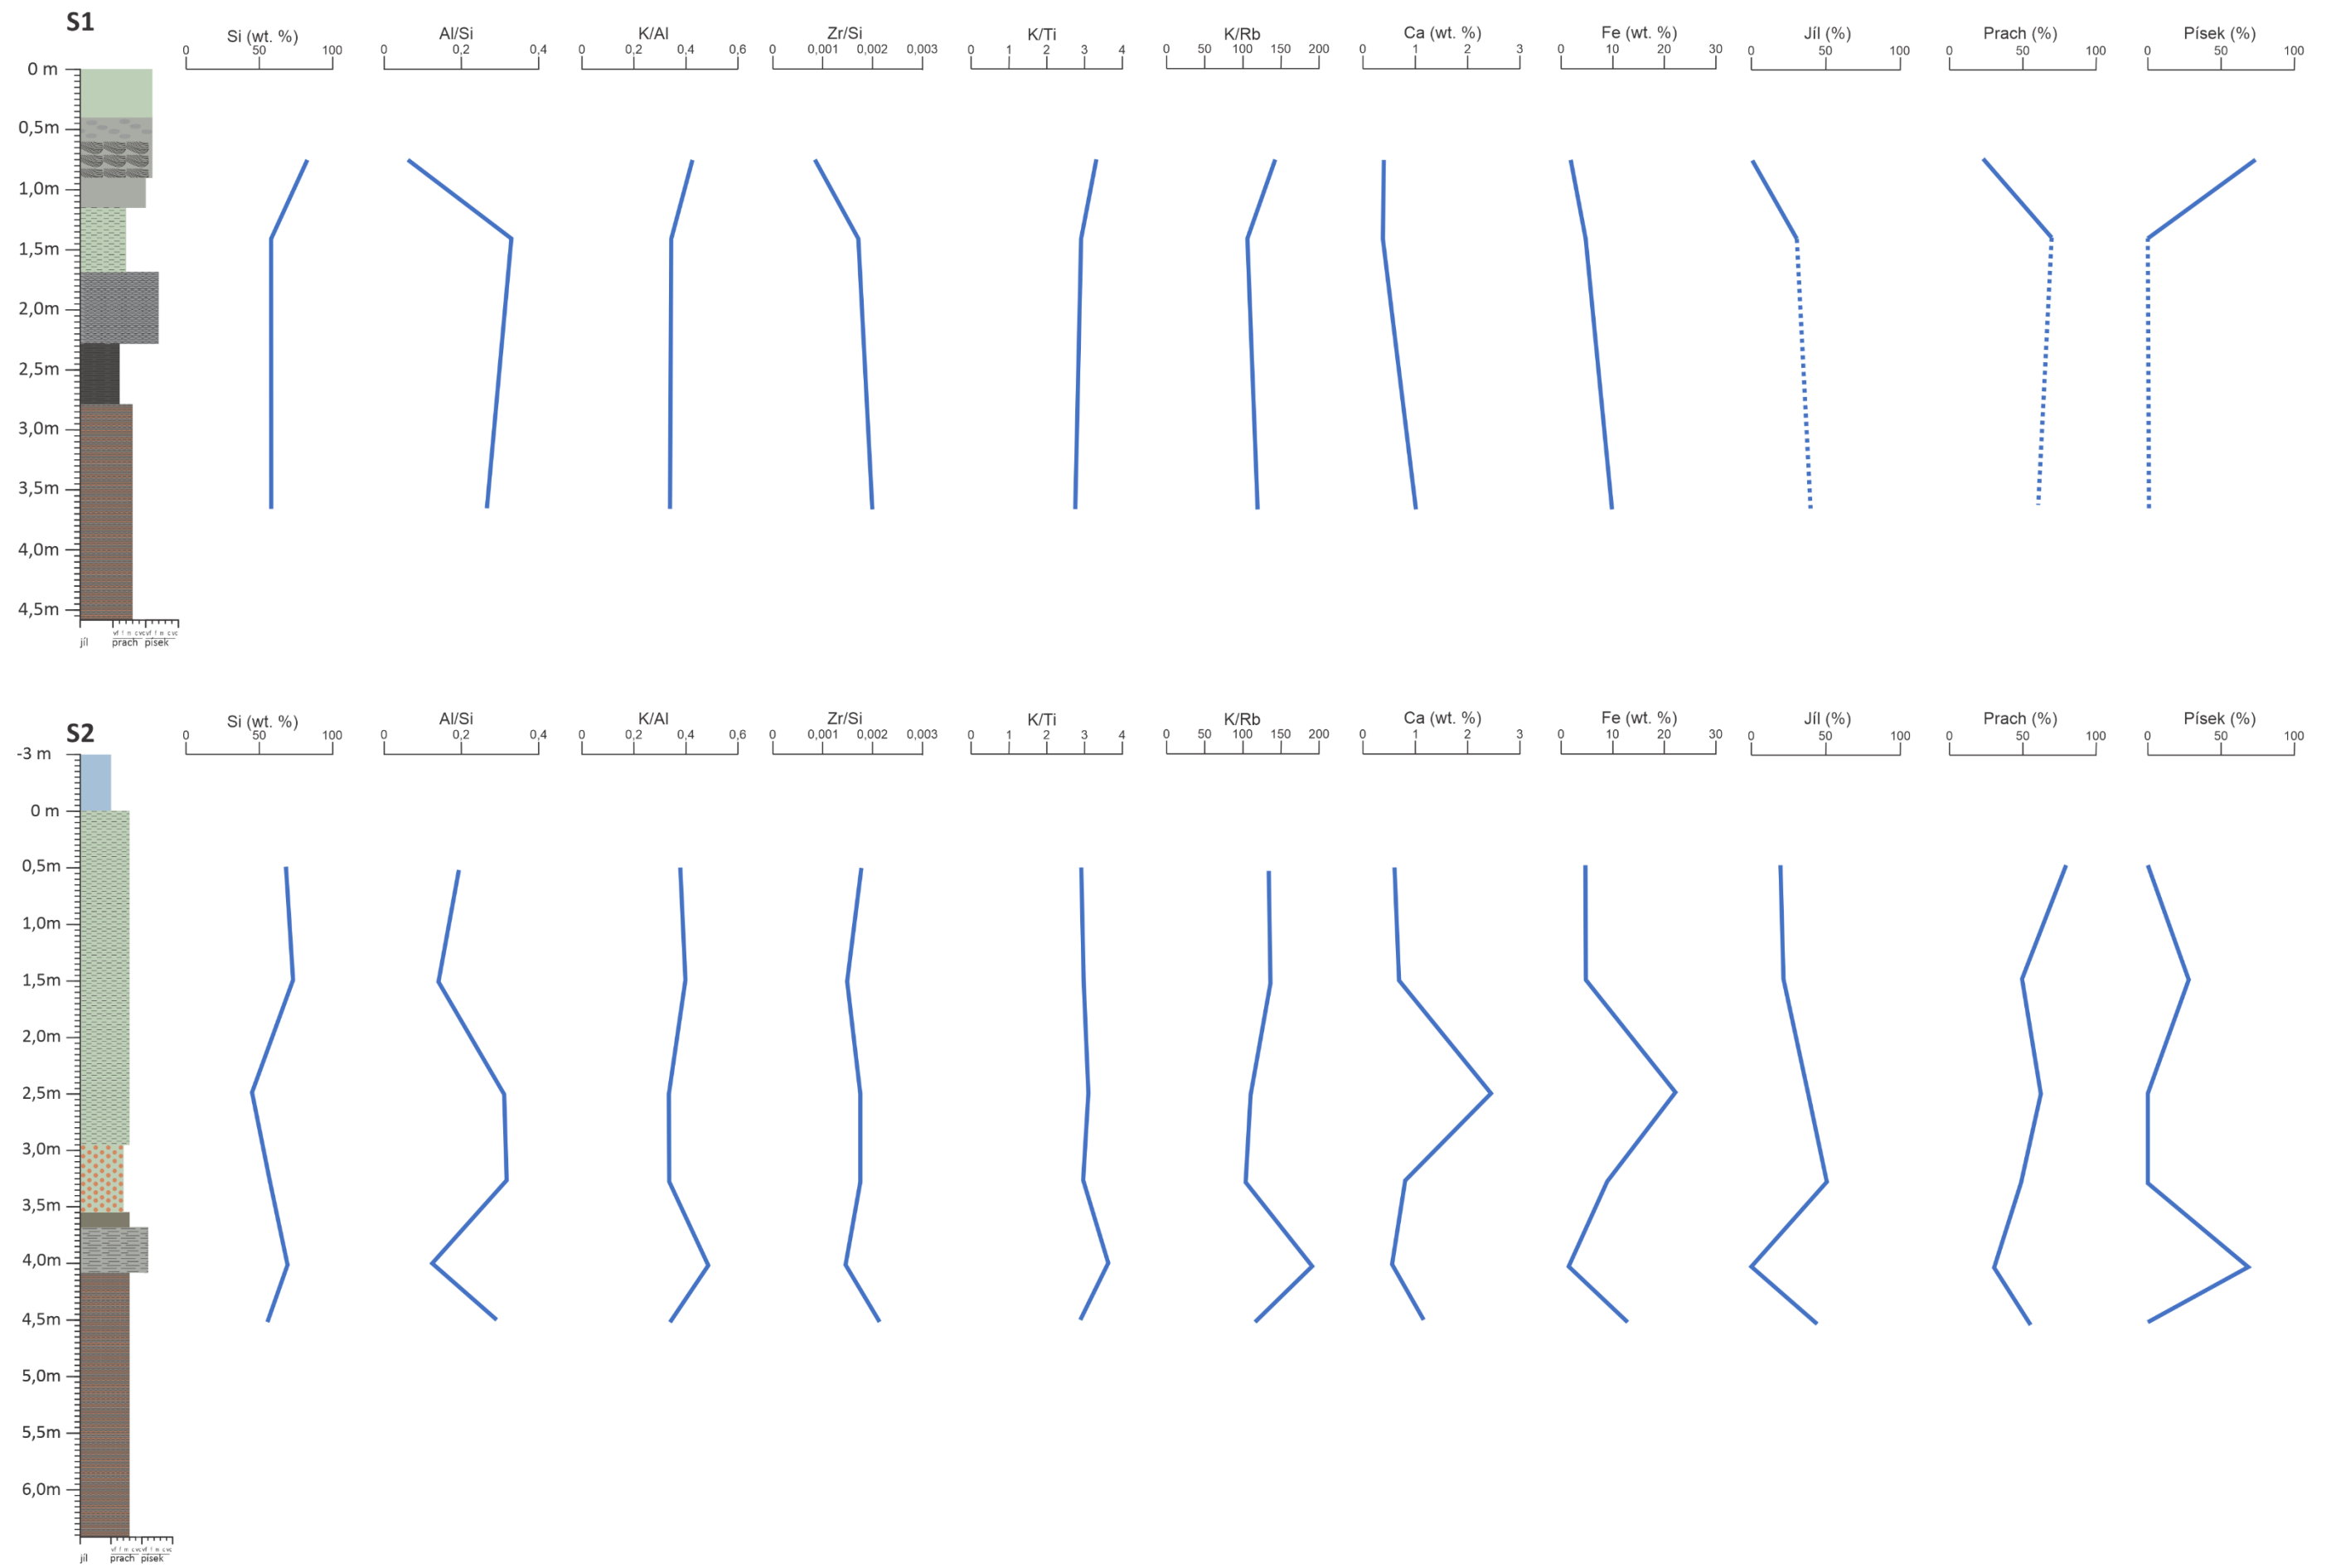 S1
Si (wt. %) Al/Si K/Al Zr/Si K/Ti K/Rb Ca (wt. %) Fe (wt. %) Jíl (%) Prach (%) Písek (%)
0 50 100 0 0,2 0,4 0 0,2 0,4 0,6 0 0,001 0,002 0,003 0 1 2 3 4 0 50 100 150 200 0 1 2 3 0 10 20 30 0 50 100 0 50 100 0 50 100
0 m
0,5m
1,0m
1,5m
2,0m
2,5m
3,0m
3,5m
4,0m
4,5m
vf f m c vc vf f m c vc
jíl prach písek
S2
Si (wt. %) Al/Si K/Al Zr/Si K/Ti K/Rb Ca (wt. %) Fe (wt. %) Jíl (%) Prach (%) Písek (%)
0 50 100 0 0,2 0,4 0 0,2 0,4 0,6 0 0,001 0,002 0,003 0 1 2 3 4 0 50 100 150 200 0 1 2 3 0 10 20 30 0 50 100 0 50 100 0 50 100
-3 m
0 m
0,5m
1,0m
1,5m
2,0m
2,5m
3,0m
3,5m
4,0m
4,5m
5,0m
5,5m
6,0m
vf f m c vc vf f m c vc
jíl prach písek